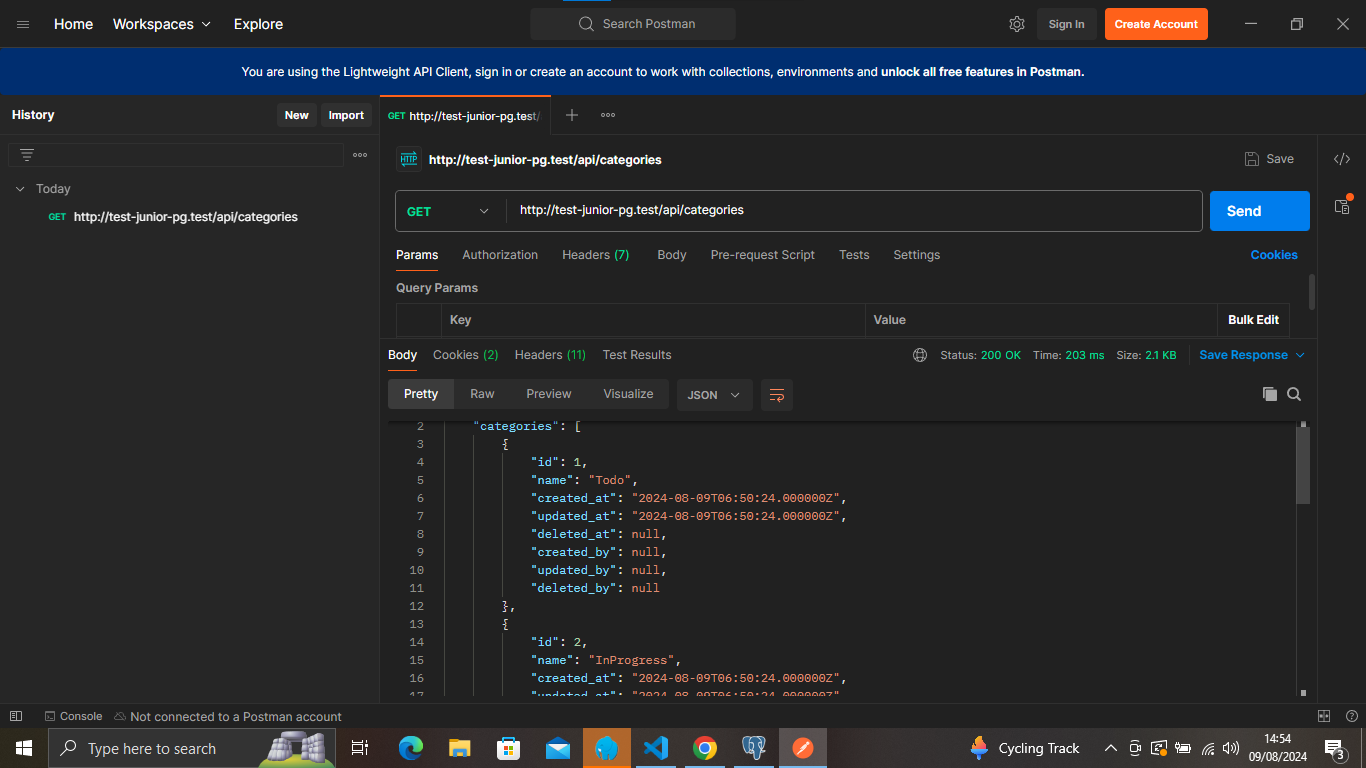 Home Workspaces Explore Search Postman Sign In Create Account
You are using the Lightweight API Client, sign in or create an account to work with collections, environments and unlock all free features in Postman.
History New Import
GET http://test-junior-pg.test/
Today
GET http://test-junior-pg.test/api/categories
HTTP http://test-junior-pg.test/api/categories Save
GET http://test-junior-pg.test/api/categories Send
Params Authorization Headers (7) Body Pre-request Script Tests Settings Cookies
Query Params
Key Value Bulk Edit
Body Cookies (2) Headers (11) Test Results Status: 200 OK Time: 203 ms Size: 2.1 KB Save Response
Pretty Raw Preview Visualize JSON
2 "categories": [
3 {
4 "id": 1,
5 "name": "Todo",
6 "created_at": "2024-08-09T06:50:24.000000Z",
7 "updated_at": "2024-08-09T06:50:24.000000Z",
8 "deleted_at": null,
9 "created_by": null,
10 "updated_by": null,
11 "deleted_by": null
12 },
13 {
14 "id": 2,
15 "name": "InProgress",
16 "created_at": "2024-08-09T06:50:24.000000Z",
17 "updated_at": "2024-08-09T06:50:24.000000Z"
Console Not connected to a Postman account
Type here to search Cycling Track 14:54
09/08/2024 3